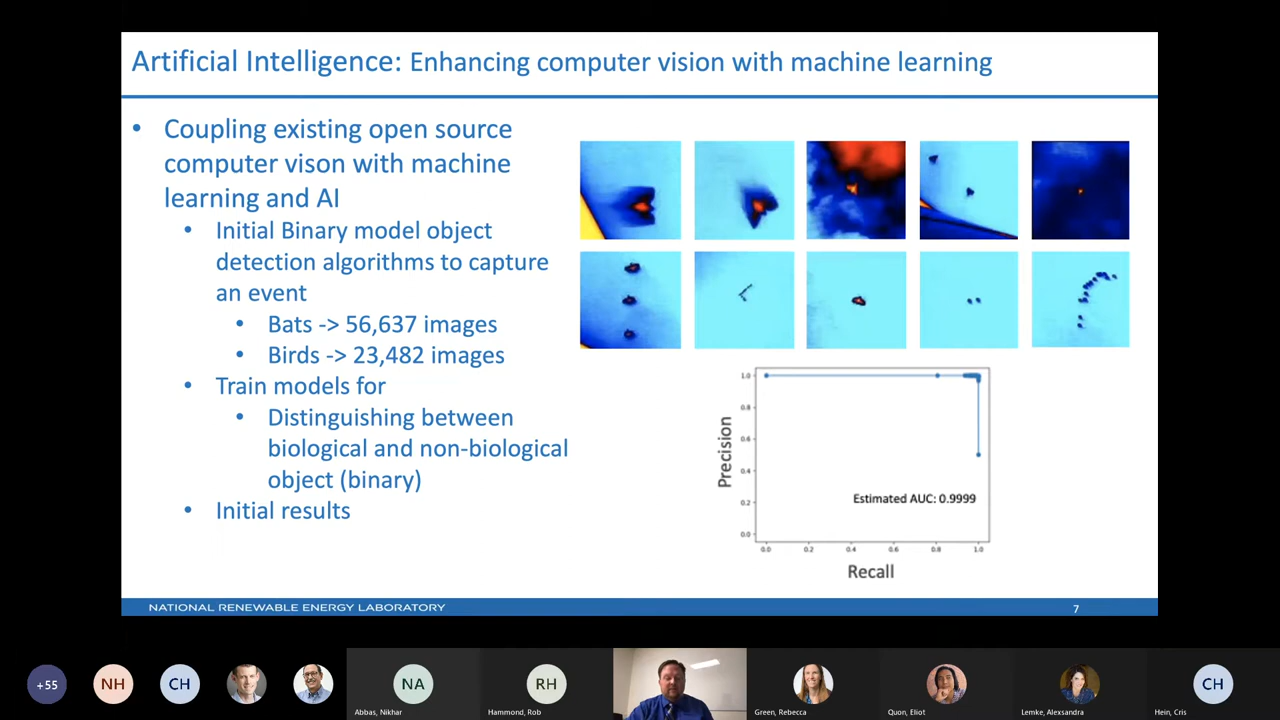 Artificial Intelligence: Enhancing computer vision with machine learning
• Coupling existing open source
computer vison with machine
learning and AI
• Initial Binary model object
detection algorithms to capture
an event
• Bats -> 56,637 images
• Birds -> 23,482 images
• Train models for
• Distinguishing between
biological and non-biological
object (binary)
• Initial results
1.0
0.8
0.6
0.4
0.2
0.0
Precision
Estimated AUC: 0.9999
0.0 0.2 0.4 0.6 0.8 1.0
Recall
NATIONAL RENEWABLE ENERGY LABORATORY
7
+55
NH
CH
NA
RH
CH
Abbas, Nikhar
Hammond, Rob
Green, Rebecca
Quon, Eliot
Lemke, Alexsandra
Hein, Cris